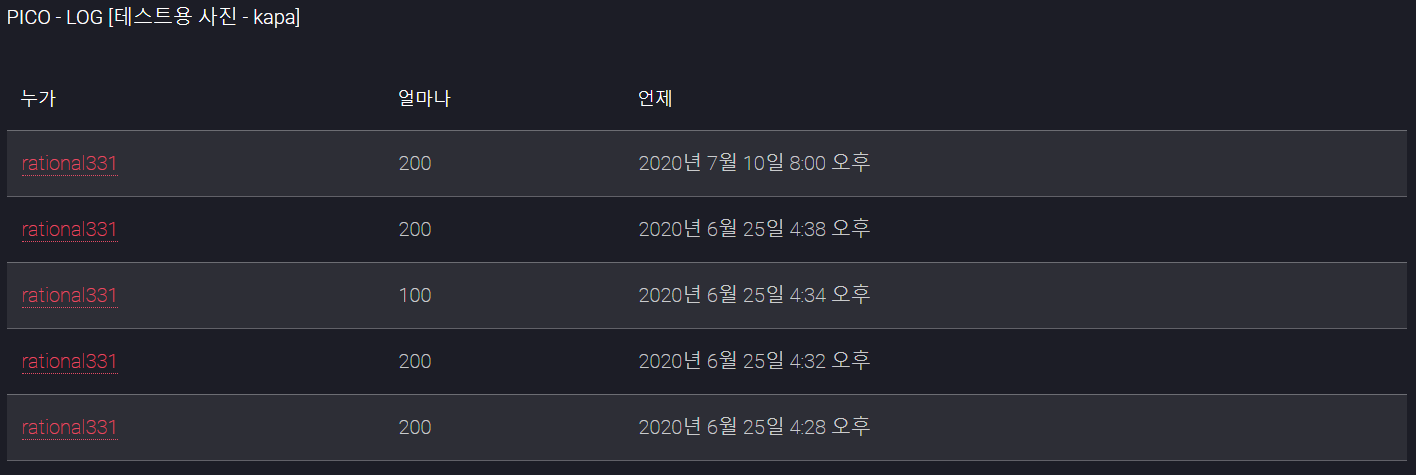 PICO - LOG [테스트용 사진 - kapa]
누가 얼마나 언제
rational331 200 2020년 7월 10일 8:00 오후
rational331 200 2020년 6월 25일 4:38 오후
rational331 100 2020년 6월 25일 4:34 오후
rational331 200 2020년 6월 25일 4:32 오후
rational331 200 2020년 6월 25일 4:28 오후